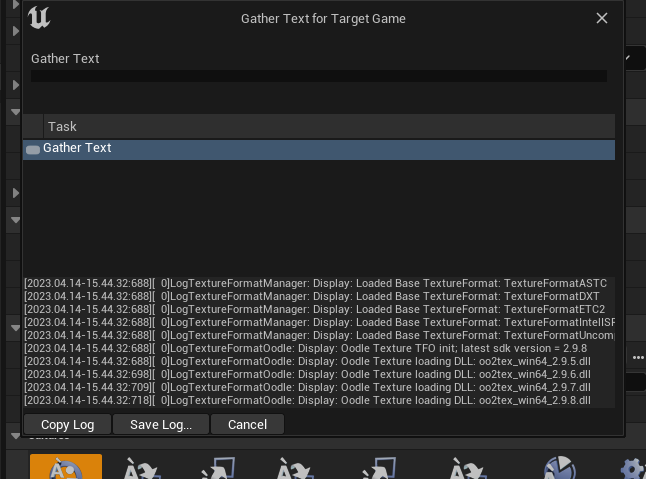 Gather Text for Target Game
Gather Text
Task
Gather Text
[2023.04.14-15.44.32:688][ 0]LogTextureFormatManager: Display: Loaded Base TextureFormat: TextureFormatASTC
[2023.04.14-15.44.32:688][ 0]LogTextureFormatManager: Display: Loaded Base TextureFormat: TextureFormatDXT
[2023.04.14-15.44.32:688][ 0]LogTextureFormatManager: Display: Loaded Base TextureFormat: TextureFormatETC2
[2023.04.14-15.44.32:688][ 0]LogTextureFormatManager: Display: Loaded Base TextureFormat: TextureFormatIntelISP
[2023.04.14-15.44.32:688][ 0]LogTextureFormatManager: Display: Loaded Base TextureFormat: TextureFormatUncom
[2023.04.14-15.44.32:688][ 0]LogTextureFormatOodle: Display: Oodle Texture TFO init; latest sdk version = 2.9.8
[2023.04.14-15.44.32:688][ 0]LogTextureFormatOodle: Display: Oodle Texture loading DLL: oo2tex_win64_2.9.5.dll
[2023.04.14-15.44.32:698][ 0]LogTextureFormatOodle: Display: Oodle Texture loading DLL: oo2tex_win64_2.9.6.dll
[2023.04.14-15.44.32:709][ 0]LogTextureFormatOodle: Display: Oodle Texture loading DLL: oo2tex_win64_2.9.7.dll
[2023.04.14-15.44.32:718][ 0]LogTextureFormatOodle: Display: Oodle Texture loading DLL: oo2tex_win64_2.9.8.dll
Copy Log Save Log... Cancel